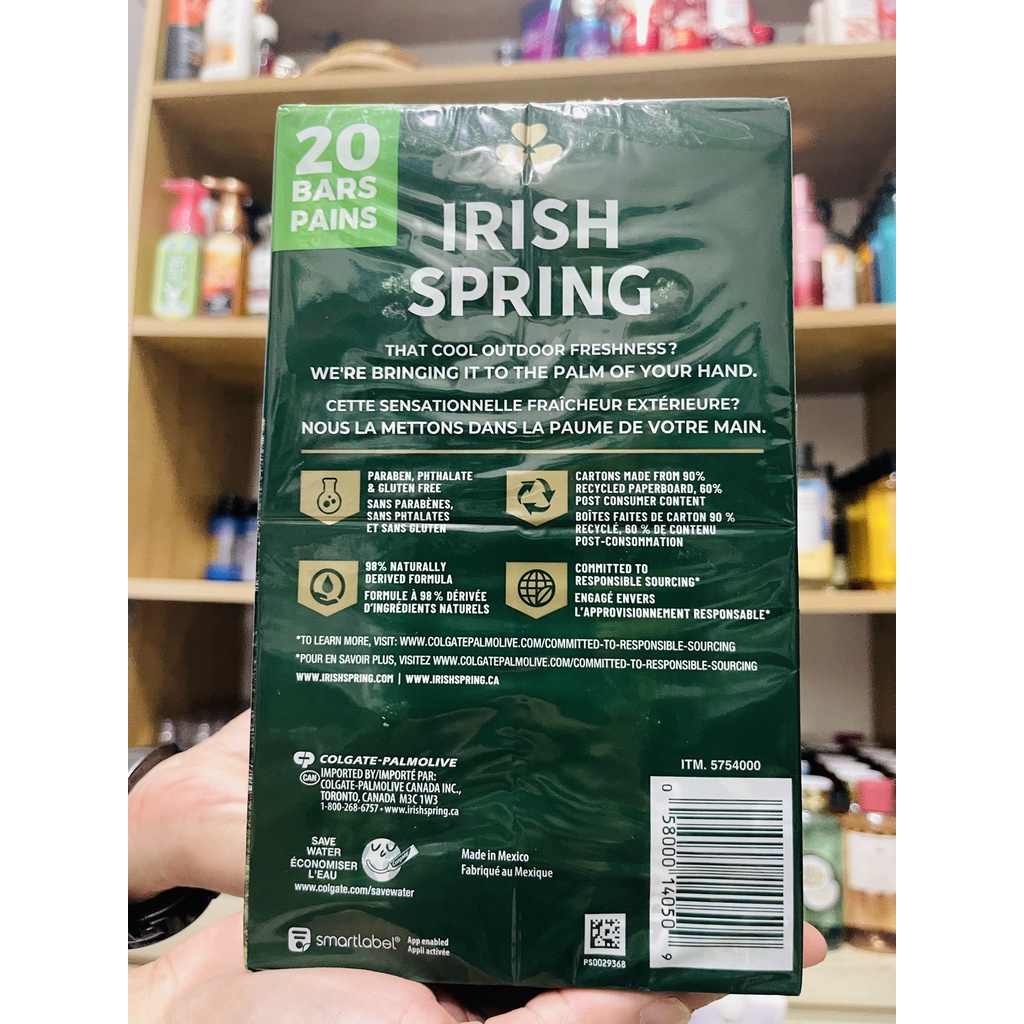 20
BARS
PAINS
IRISH
SPRING
THAT COOL OUTDOOR FRESHNESS?
WE'RE BRINGING IT TO THE PALM OF YOUR HAND.
CETTE SENSATIONNELLE FRAÎCHEUR EXTÉRIEURE?
NOUS LA METTONS DANS LA PAUME DE VOTRE MAIN.
PARABEN, PHTHALATE
& GLUTEN FREE
SANS PARABÈNES,
SANS PHTALATES
ET SANS GLUTEN
CARTONS MADE FROM 90%
RECYCLED PAPERBOARD, 60%
POST CONSUMER CONTENT
BOÎTES FAITES DE CARTON 90 %
RECYCLÉ, 60 % DE CONTENU
POST-CONSOMMATION
98% NATURALLY
DERIVED FORMULA
FORMULE À 98 % DÉRIVÉE
D'INGRÉDIENTS NATURELS
COMMITTED TO
RESPONSIBLE SOURCING*
ENGAGÉ ENVERS
L'APPROVISIONNEMENT RESPONSABLE*
*TO LEARN MORE, VISIT: WWW.COLGATEPALMOLIVE.COM/COMMITTED-TO-RESPONSIBLE-SOURCING
*POUR EN SAVOIR PLUS, VISITEZ WWW.COLGATEPALMOLIVE.COM/COMMITTED-TO-RESPONSIBLE-SOURCING
WWW.IRISHSPRING.COM | WWW.IRISHSPRING.CA
CP COLGATE-PALMOLIVE
CAN IMPORTED BY/IMPORTÉ PAR:
COLGATE-PALMOLIVE CANADA INC.,
TORONTO, CANADA M3C 1W3
1-800-268-6757 • www.irishspring.ca
SAVE
WATER
ÉCONOMISER
L'EAU
Colgate
www.colgate.com/savewater
Made in Mexico
Fabriqué au Mexique
smartlabel®
App enabled
Appli activée
PS0029368
ITM. 5754000
0 58000 14050 9